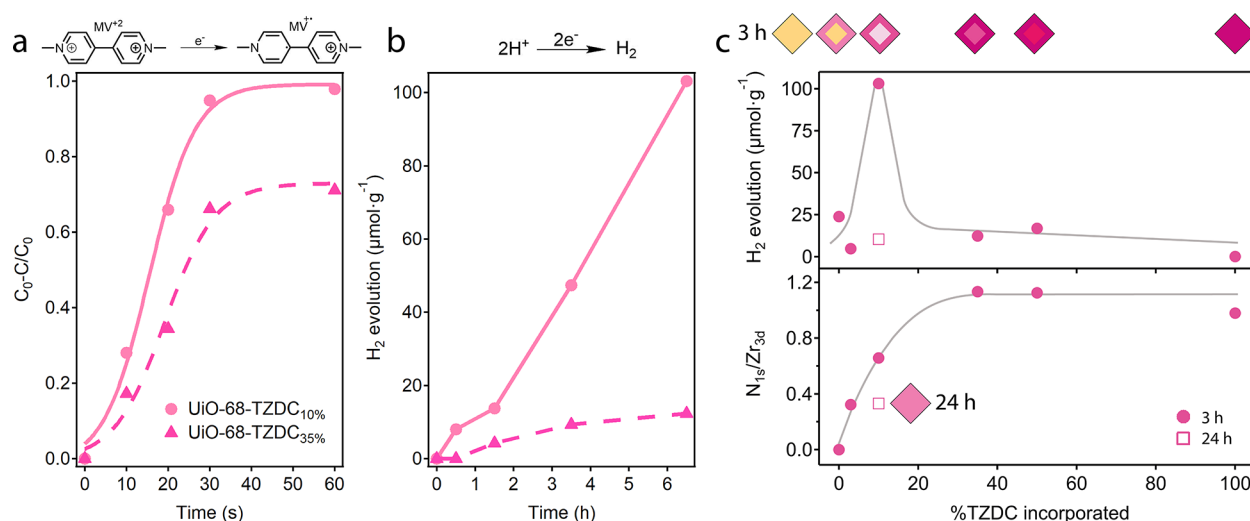 a
MV+2
e-
MV+•
N
N
N
N
C₀-C/C₀
1.0
0.8
0.6
0.4
0.2
0.0
UiO-68-TZDC10%
UiO-68-TZDC35%
0 10 20 30 40 50 60
Time (s)
b
2H+ 2e- H₂
H₂ evolution (µmol·g-1)
100
80
60
40
20
0
0 1 2 3 4 5 6
Time (h)
c
3 h
H₂ evolution (µmol·g-1)
100
75
50
25
0
N1s/Zr3d
1.2
0.8
0.4
0.0
24 h
3 h
24 h
0 20 40 60 80 100
%TZDC incorporated